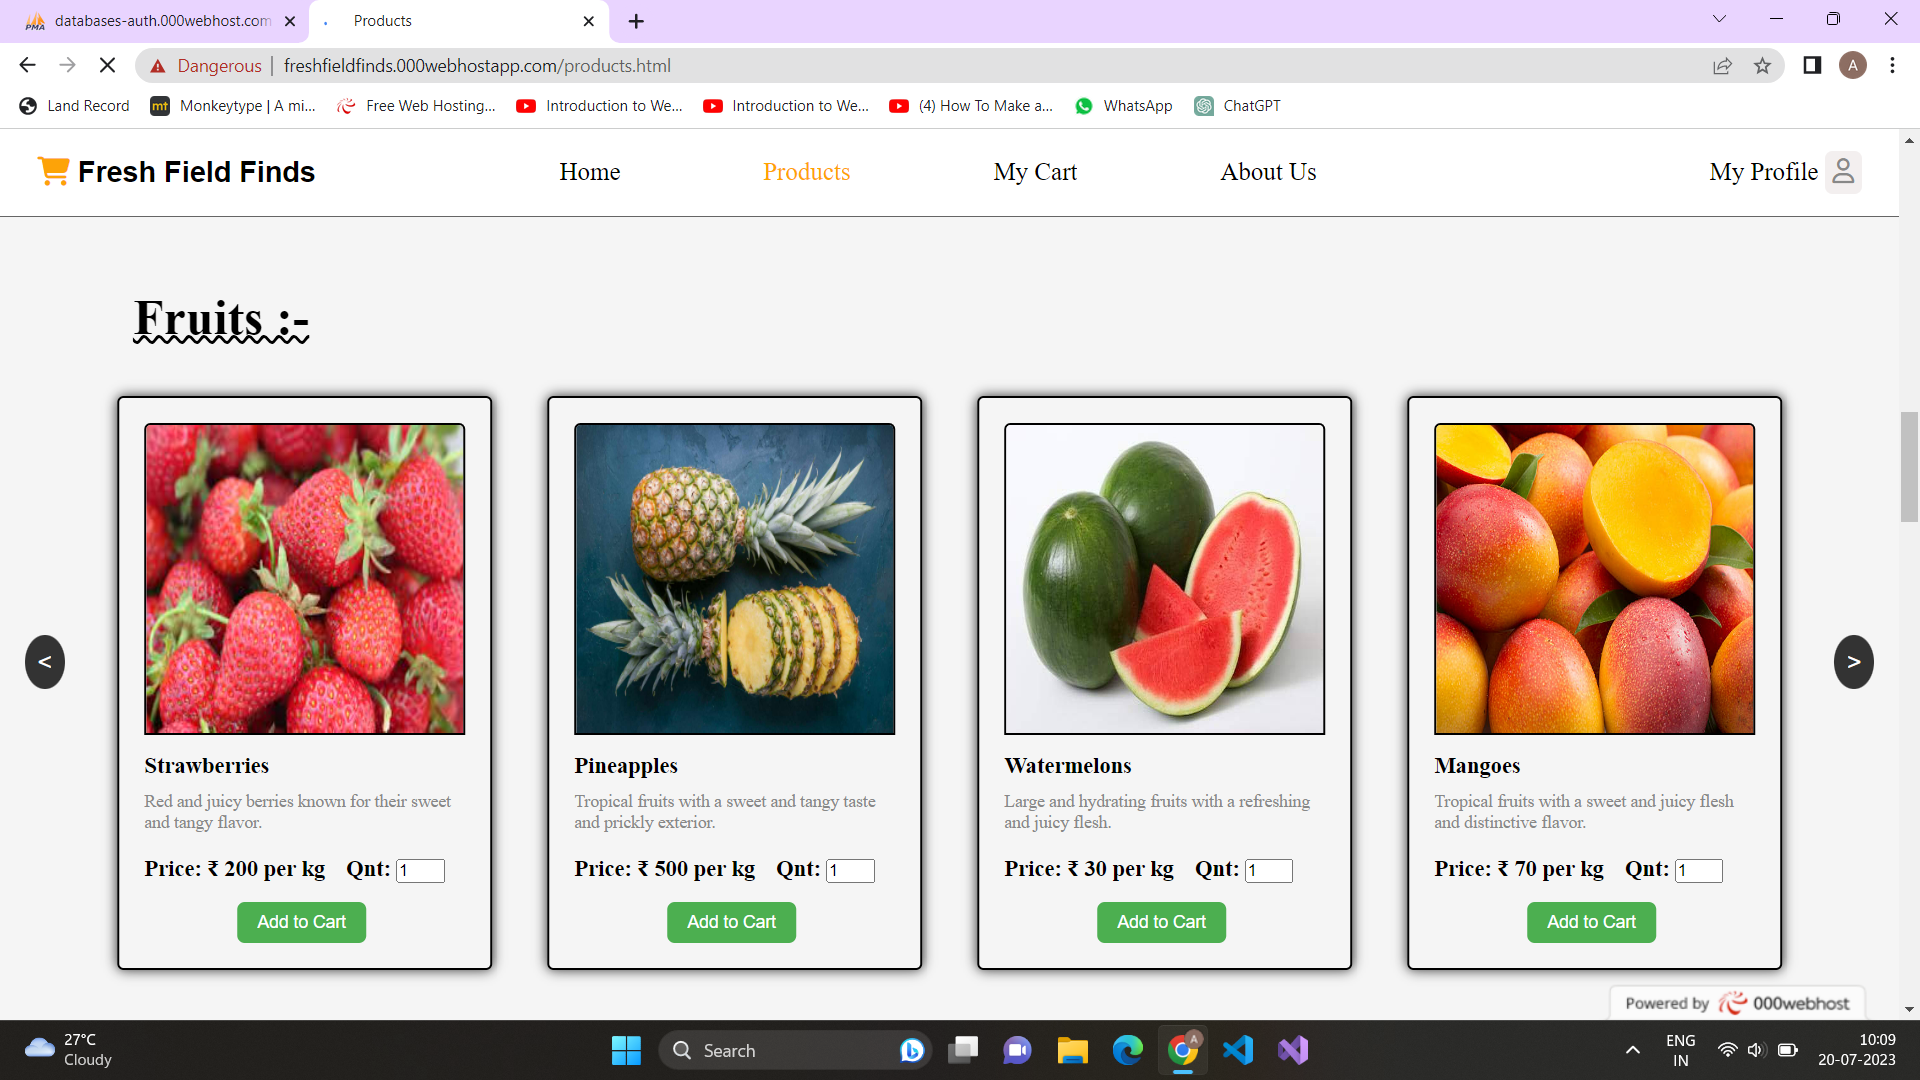 databases-auth.000webhost.com
Products
Dangerous | freshfieldfinds.000webhostapp.com/products.html
A
Land Record
mt Monkeytype | A mi...
Free Web Hosting...
Introduction to We...
Introduction to We...
(4) How To Make a...
WhatsApp
ChatGPT
Fresh Field Finds
Home
Products
My Cart
About Us
My Profile
Fruits :-
<
>
Strawberries
Red and juicy berries known for their sweet
and tangy flavor.
Price: ₹ 200 per kg Qnt: 1
Add to Cart
Pineapples
Tropical fruits with a sweet and tangy taste
and prickly exterior.
Price: ₹ 500 per kg Qnt: 1
Add to Cart
Watermelons
Large and hydrating fruits with a refreshing
and juicy flesh.
Price: ₹ 30 per kg Qnt: 1
Add to Cart
Mangoes
Tropical fruits with a sweet and juicy flesh
and distinctive flavor.
Price: ₹ 70 per kg Qnt: 1
Add to Cart
Powered by 000webhost
27°C
Cloudy
Search
A
ENG
IN
10:09
20-07-2023